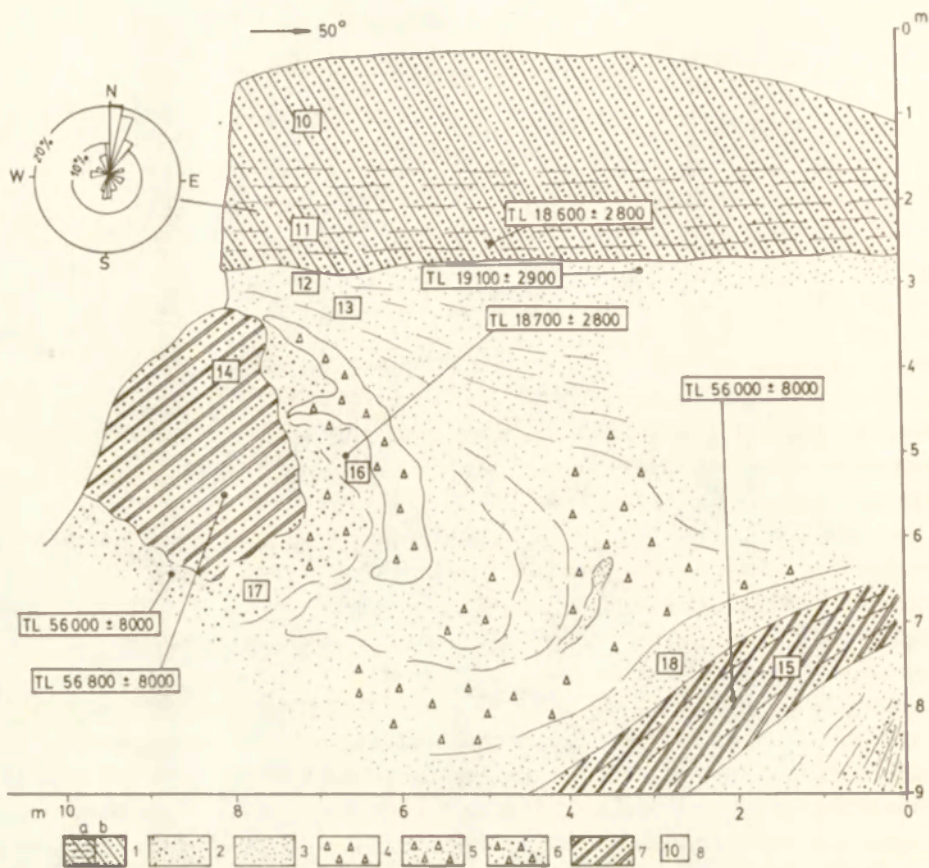 50°
0 m
N
20%
10%
W
E
S
10
1
11
2
TL 18 600 ± 2800
12
TL 19 100 ± 2900
3
13
TL 18 700 ± 2800
14
4
TL 56 000 ± 8000
5
16
6
17
TL 56 000 ± 8000
7
18
15
TL 56 800 ± 8000
8
9
m 10 8 6 4 2 0
a b
1 2 3 4 5 6 7 10 8